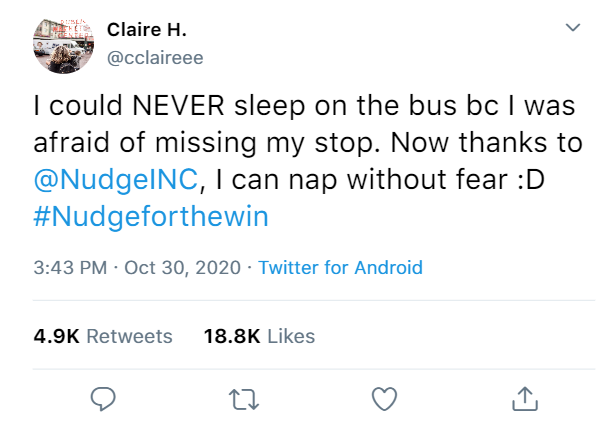 Claire H.
@cclaireee
I could NEVER sleep on the bus bc I was
afraid of missing my stop. Now thanks to
@NudgeINC, I can nap without fear :D
#Nudgeforthewin
3:43 PM · Oct 30, 2020 · Twitter for Android
4.9K Retweets 18.8K Likes